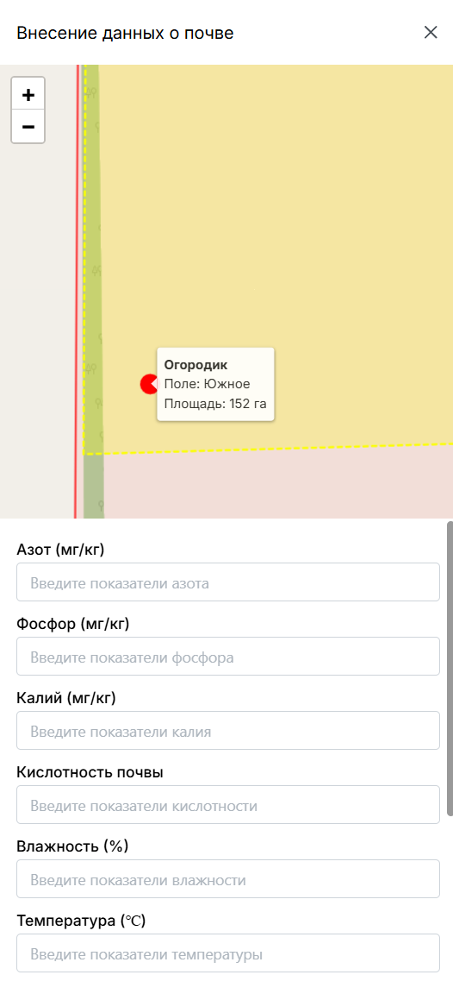 Внесение данных о почве
+
−
Огородик
Поле: Южное
Площадь: 152 га
Азот (мг/кг)
Введите показатели азота
Фосфор (мг/кг)
Введите показатели фосфора
Калий (мг/кг)
Введите показатели калия
Кислотность почвы
Введите показатели кислотности
Влажность (%)
Введите показатели влажности
Температура (℃)
Введите показатели температуры